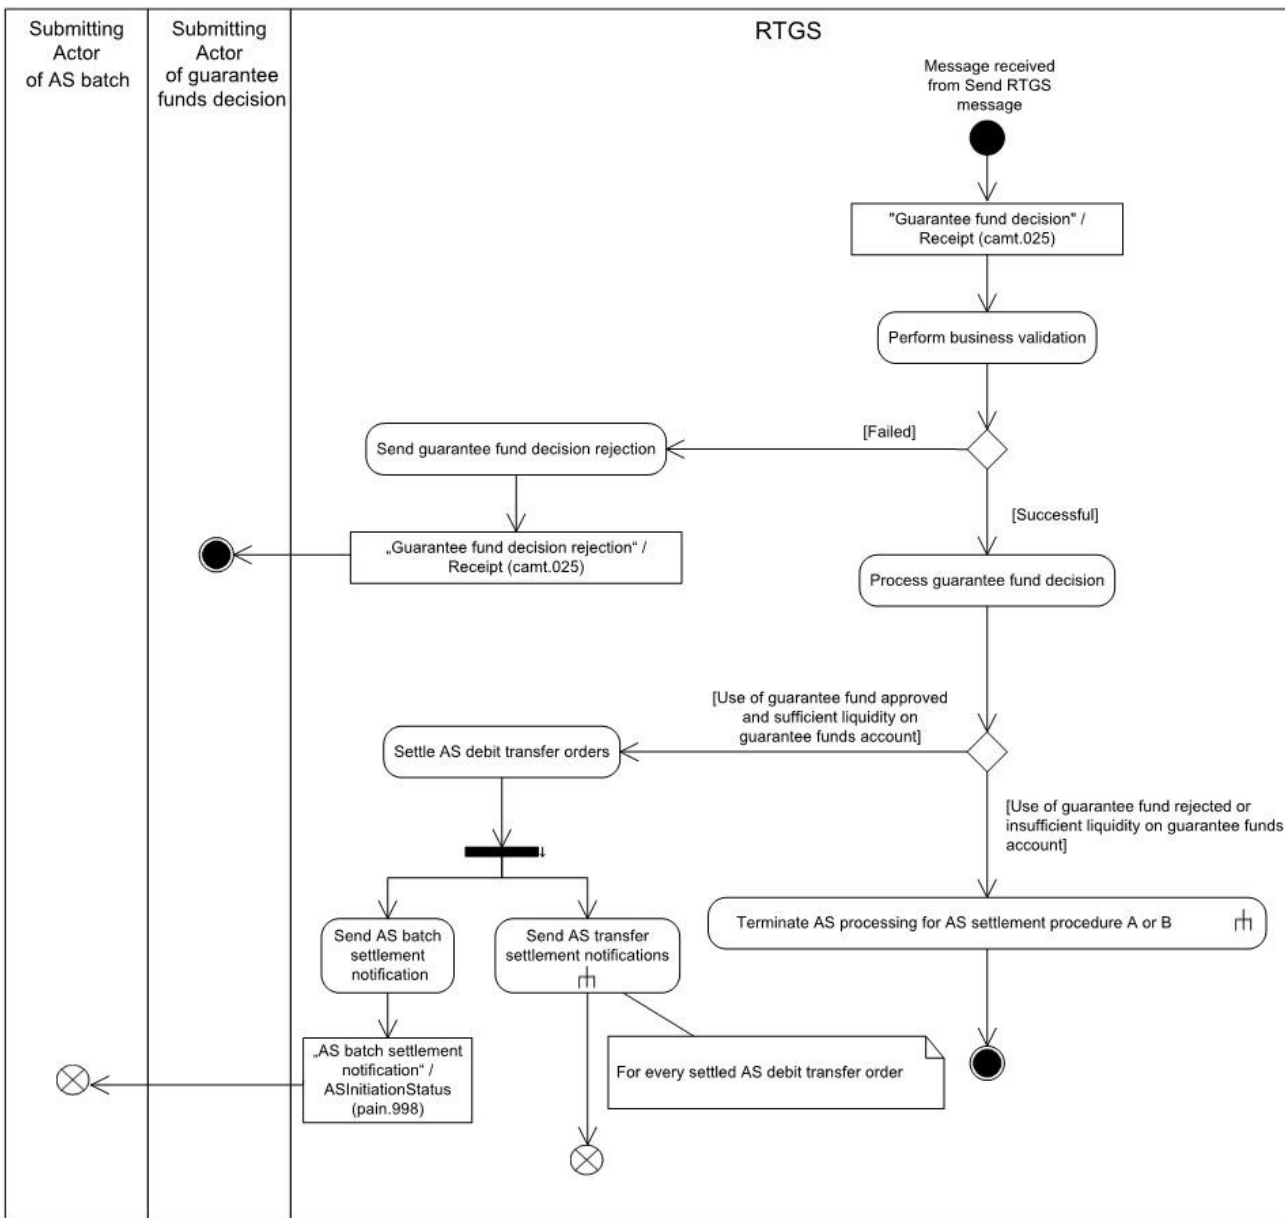 Submitting
Actor
of AS batch
Submitting
Actor
of guarantee
funds decision
RTGS
Message received
from Send RTGS
message
"Guarantee fund decision" /
Receipt (camt.025)
Perform business validation
[Failed]
Send guarantee fund decision rejection
[Successful]
„Guarantee fund decision rejection“ /
Receipt (camt.025)
Process guarantee fund decision
[Use of guarantee fund approved
and sufficient liquidity on
guarantee funds account]
Settle AS debit transfer orders
[Use of guarantee fund rejected or
insufficient liquidity on guarantee funds
account]
Send AS batch
settlement
notification
Send AS transfer
settlement notifications
Terminate AS processing for AS settlement procedure A or B
„AS batch settlement
notification“ /
ASInitiationStatus
(pain.998)
For every settled AS debit transfer order